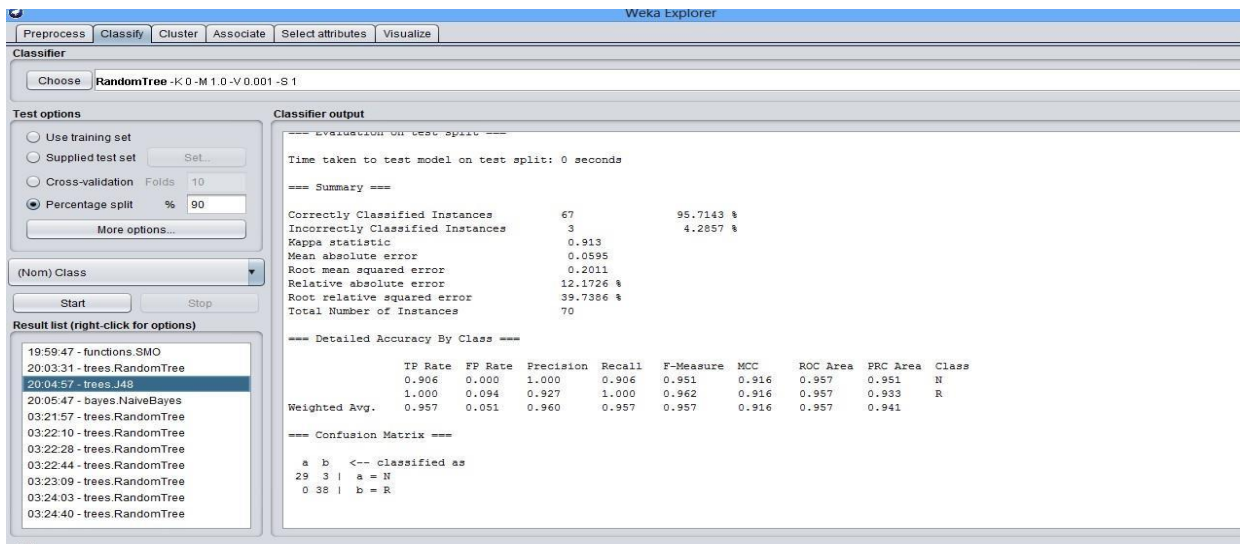 Weka Explorer
Preprocess Classify Cluster Associate Select attributes Visualize
Classifier
Choose RandomTree -K 0 -M 1.0 -V 0.001 -S 1
Test options
Use training set
Supplied test set Set...
Cross-validation Folds 10
Percentage split % 90
More options...
(Nom) Class
Start Stop
Result list (right-click for options)
19:59:47 - functions.SMO
20:03:31 - trees.RandomTree
20:04:57 - trees.J48
20:05:47 - bayes.NaiveBayes
03:21:57 - trees.RandomTree
03:22:10 - trees.RandomTree
03:22:28 - trees.RandomTree
03:22:44 - trees.RandomTree
03:23:09 - trees.RandomTree
03:24:03 - trees.RandomTree
03:24:40 - trees.RandomTree
Classifier output
=== Evaluation on test split ===
Time taken to test model on test split: 0 seconds
=== Summary ===
Correctly Classified Instances 67 95.7143 %
Incorrectly Classified Instances 3 4.2857 %
Kappa statistic 0.913
Mean absolute error 0.0595
Root mean squared error 0.2011
Relative absolute error 12.1726 %
Root relative squared error 39.7386 %
Total Number of Instances 70
=== Detailed Accuracy By Class ===
TP Rate FP Rate Precision Recall F-Measure MCC ROC Area PRC Area Class
0.906 0.000 1.000 0.906 0.951 0.916 0.957 0.951 N
1.000 0.094 0.927 1.000 0.962 0.916 0.957 0.933 R
Weighted Avg. 0.957 0.051 0.960 0.957 0.957 0.916 0.957 0.941
=== Confusion Matrix ===
a b <-- classified as
29 3 | a = N
0 38 | b = R